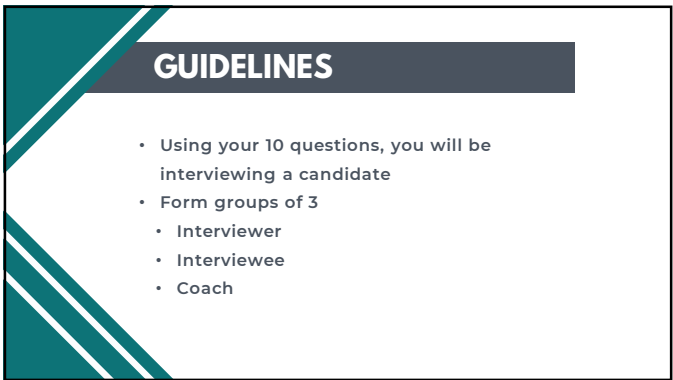 GUIDELINES
• Using your 10 questions, you will be
interviewing a candidate
• Form groups of 3
• Interviewer
• Interviewee
• Coach